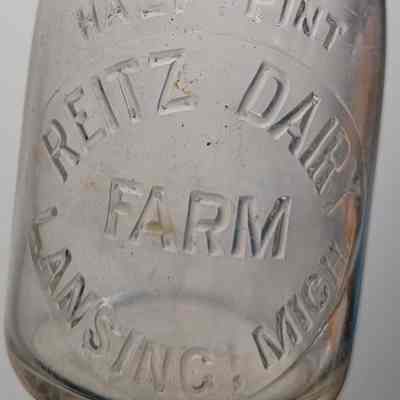 HALF PINT
REITZ DAIRY
FARM
LANSING, MICH